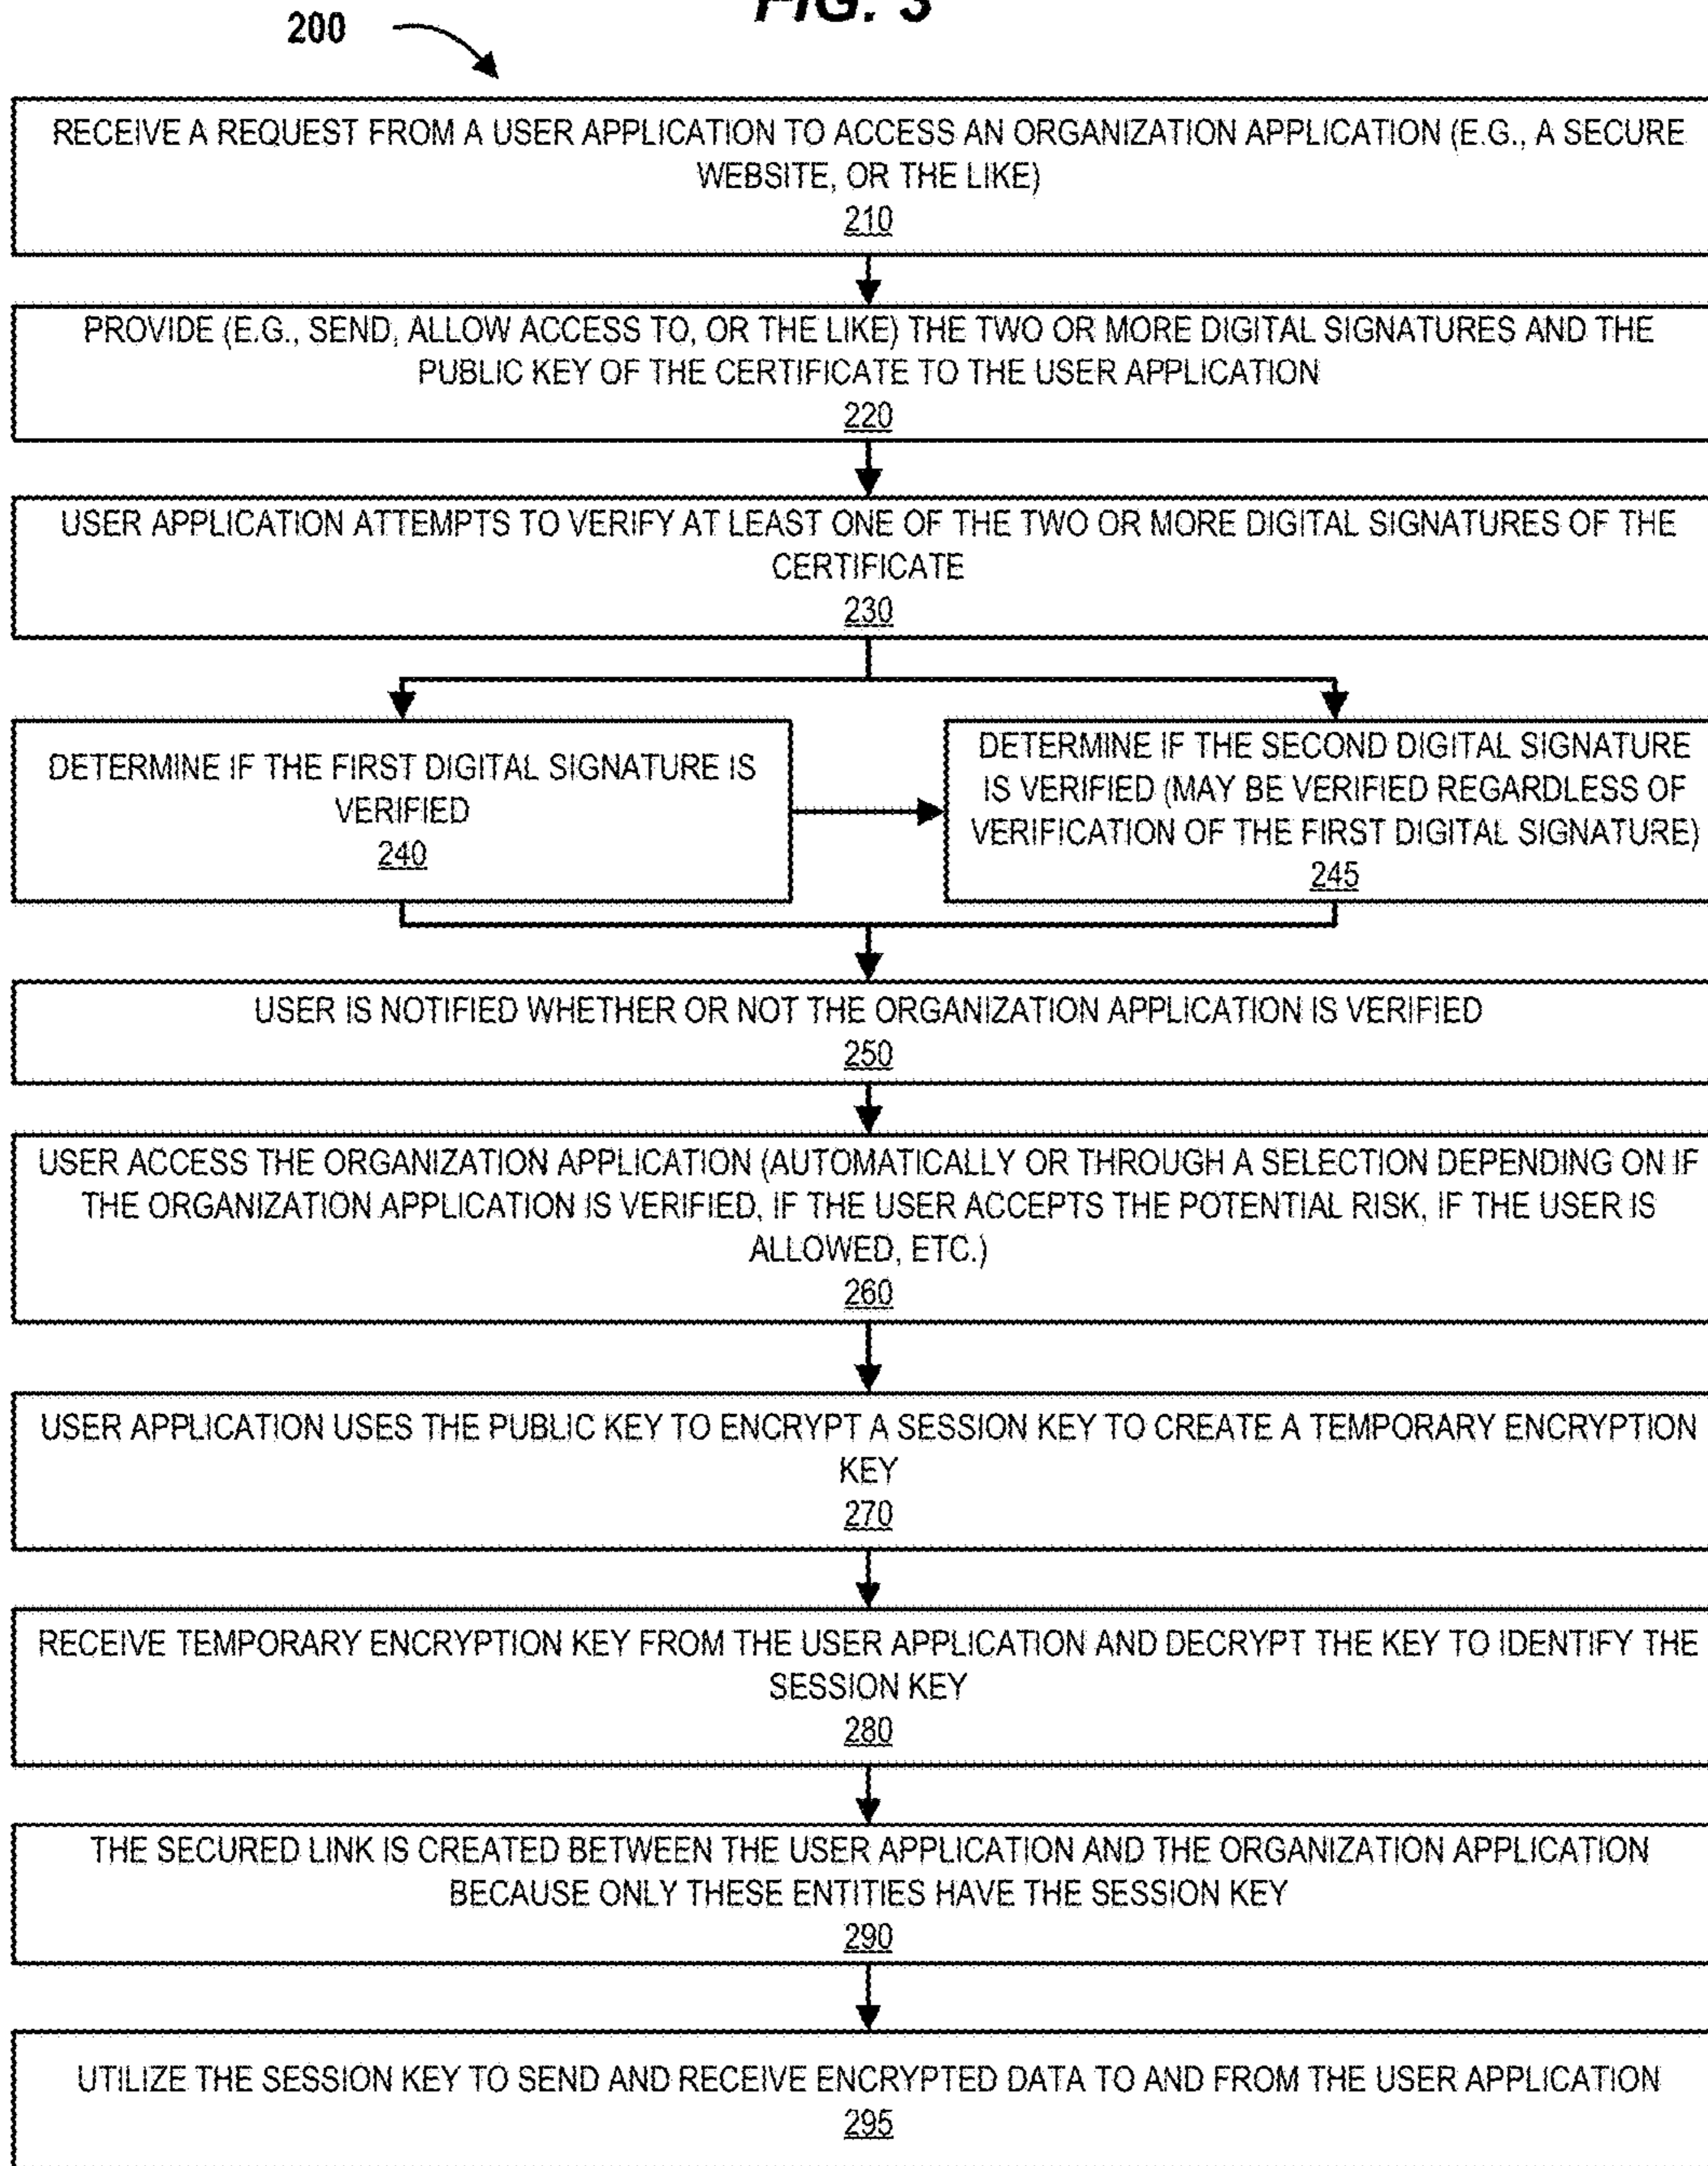 FIG. 3
200
RECEIVE A REQUEST FROM A USER APPLICATION TO ACCESS AN ORGANIZATION APPLICATION (E.G., A SECURE
WEBSITE, OR THE LIKE)
210
PROVIDE (E.G., SEND, ALLOW ACCESS TO, OR THE LIKE) THE TWO OR MORE DIGITAL SIGNATURES AND THE
PUBLIC KEY OF THE CERTIFICATE TO THE USER APPLICATION
220
USER APPLICATION ATTEMPTS TO VERIFY AT LEAST ONE OF THE TWO OR MORE DIGITAL SIGNATURES OF THE
CERTIFICATE
230
DETERMINE IF THE FIRST DIGITAL SIGNATURE IS
VERIFIED
240
DETERMINE IF THE SECOND DIGITAL SIGNATURE
IS VERIFIED (MAY BE VERIFIED REGARDLESS OF
VERIFICATION OF THE FIRST DIGITAL SIGNATURE)
245
USER IS NOTIFIED WHETHER OR NOT THE ORGANIZATION APPLICATION IS VERIFIED
250
USER ACCESS THE ORGANIZATION APPLICATION (AUTOMATICALLY OR THROUGH A SELECTION DEPENDING ON IF
THE ORGANIZATION APPLICATION IS VERIFIED, IF THE USER ACCEPTS THE POTENTIAL RISK, IF THE USER IS
ALLOWED, ETC.)
260
USER APPLICATION USES THE PUBLIC KEY TO ENCRYPT A SESSION KEY TO CREATE A TEMPORARY ENCRYPTION
KEY
270
RECEIVE TEMPORARY ENCRYPTION KEY FROM THE USER APPLICATION AND DECRYPT THE KEY TO IDENTIFY THE
SESSION KEY
280
THE SECURED LINK IS CREATED BETWEEN THE USER APPLICATION AND THE ORGANIZATION APPLICATION
BECAUSE ONLY THESE ENTITIES HAVE THE SESSION KEY
290
UTILIZE THE SESSION KEY TO SEND AND RECEIVE ENCRYPTED DATA TO AND FROM THE USER APPLICATION
295